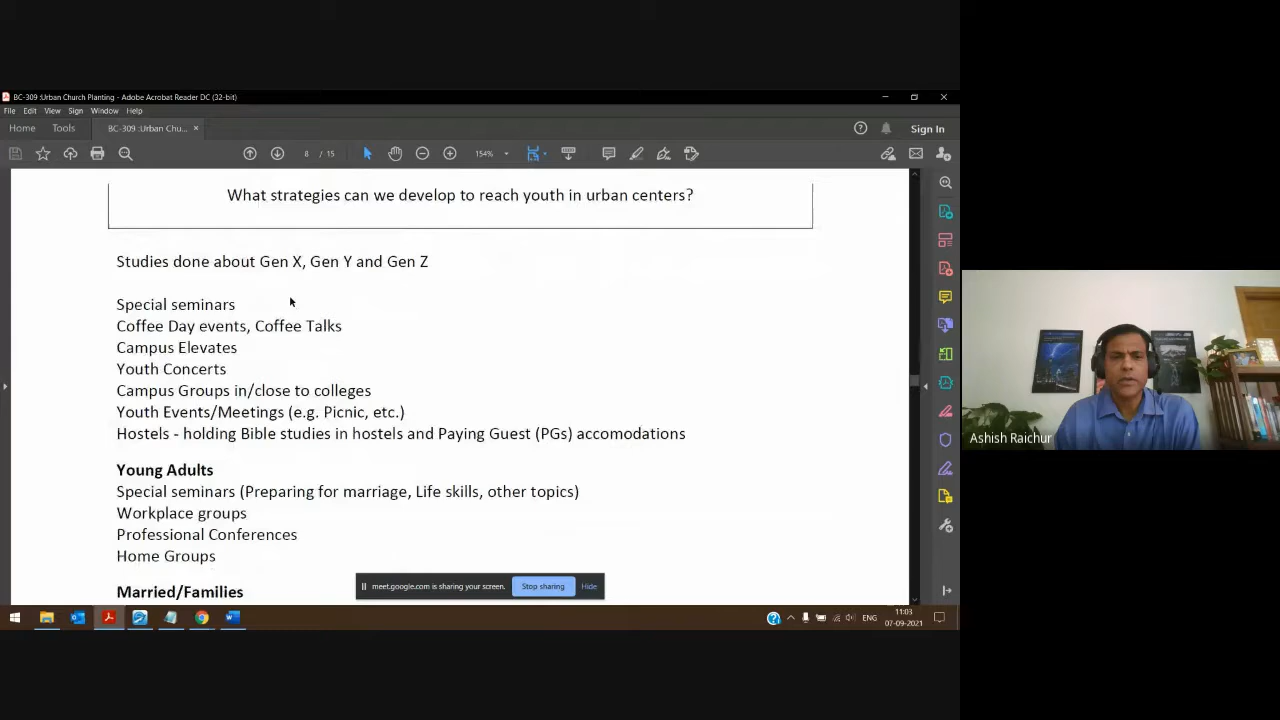 BC-309 :Urban Church Planting - Adobe Acrobat Reader DC (32-bit)
File Edit View Sign Window Help
Home Tools BC-309 :Urban Chu... × Sign In
8 / 15 154%
What strategies can we develop to reach youth in urban centers?
Studies done about Gen X, Gen Y and Gen Z
Special seminars
Coffee Day events, Coffee Talks
Campus Elevates
Youth Concerts
Campus Groups in/close to colleges
Youth Events/Meetings (e.g. Picnic, etc.)
Hostels - holding Bible studies in hostels and Paying Guest (PGs) accomodations
Young Adults
Special seminars (Preparing for marriage, Life skills, other topics)
Workplace groups
Professional Conferences
Home Groups
Married/Families
meet.google.com is sharing your screen. Stop sharing Hide
ENG
11:03
07-09-2021
Ashish Raichur